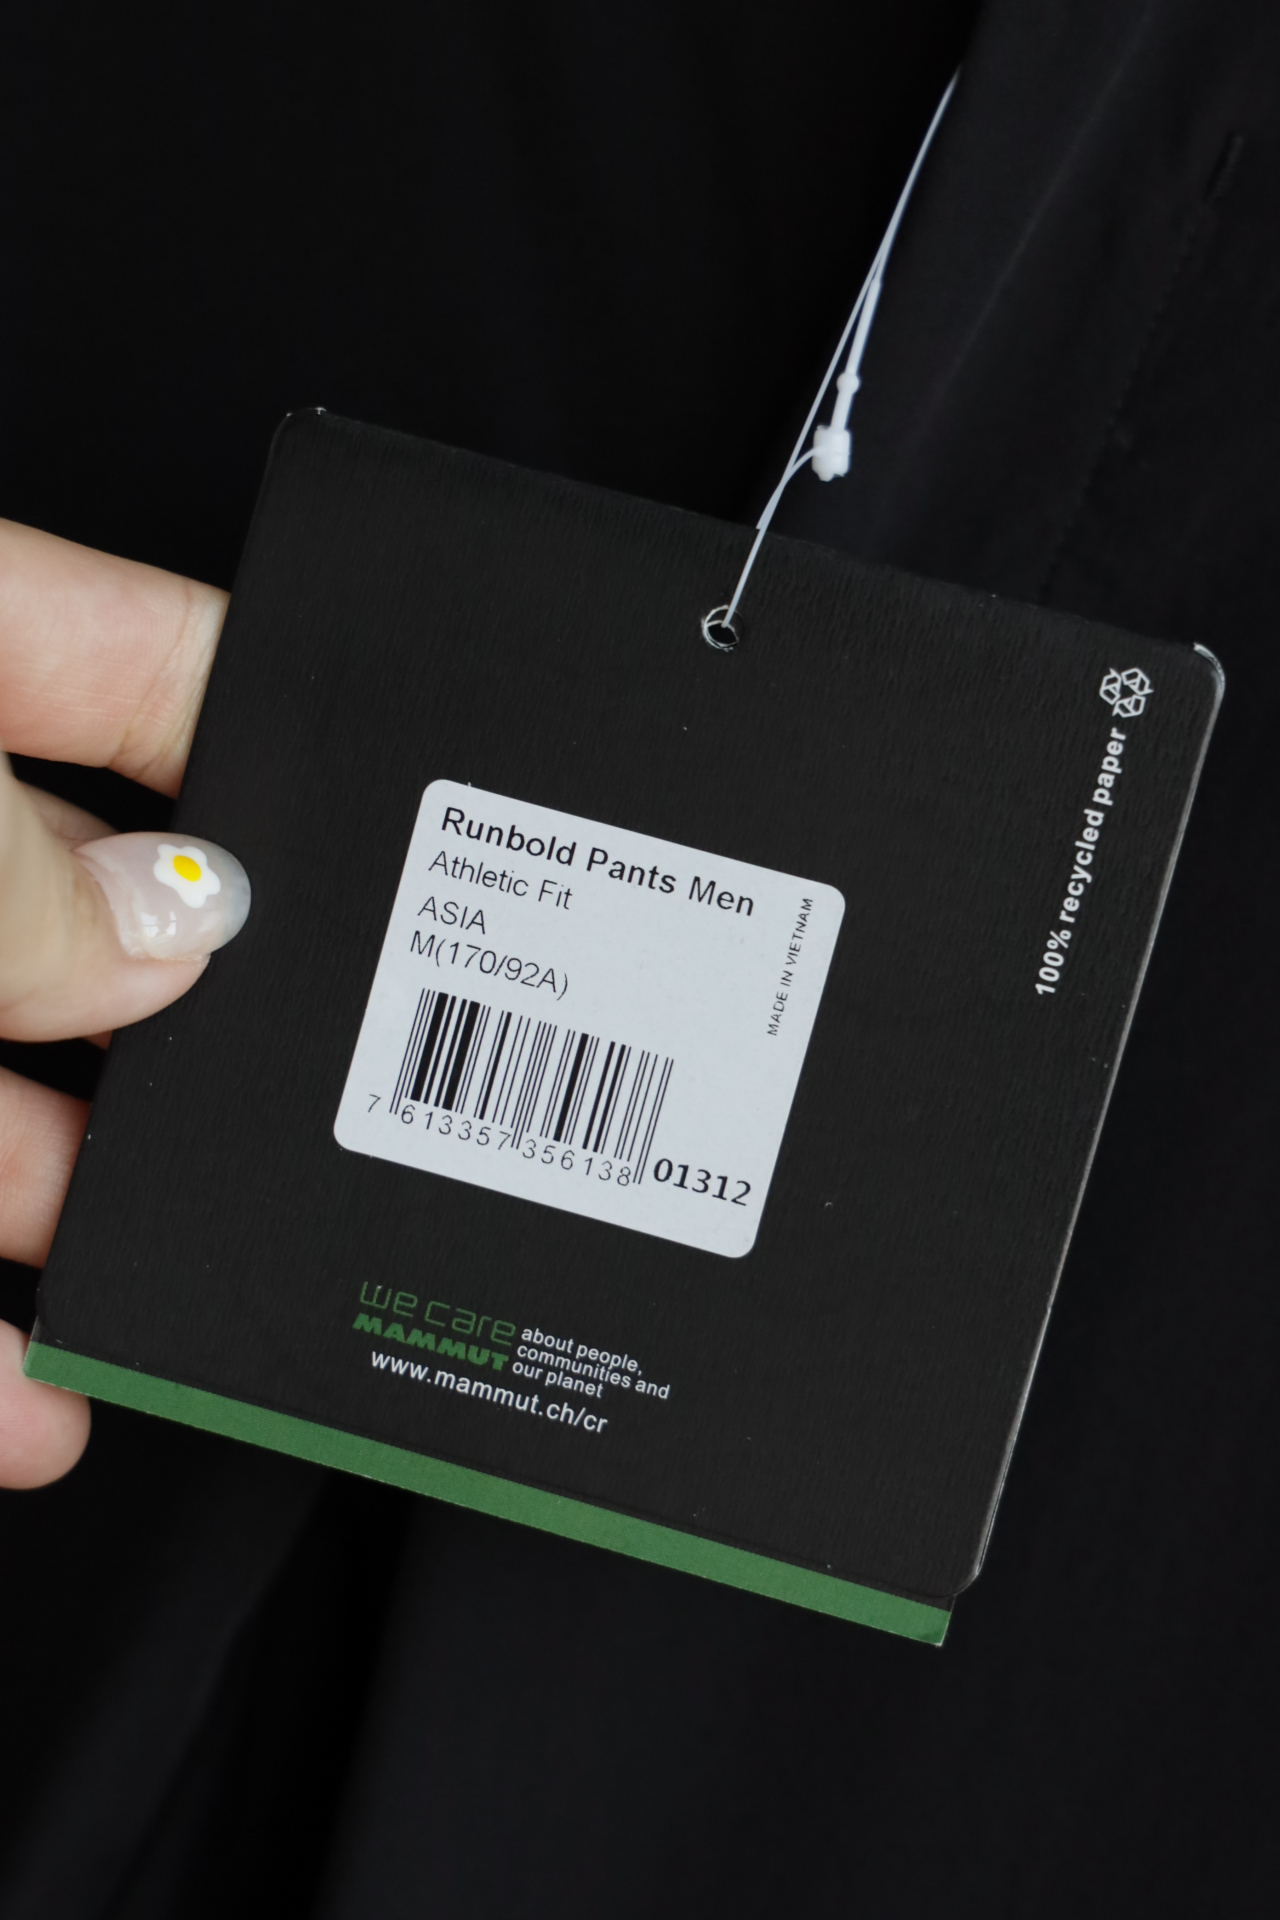 100% recycled paper
Runbold Pants Men
Athletic Fit
ASIA
M(170/92A)
MADE IN VIETNAM
7 613357 356138 01312
we care
MAMMUT
about people,
communities and
our planet
www.mammut.ch/cr